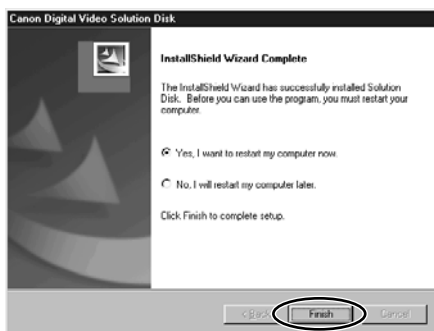 Canon Digital Video Solution Disk
InstallShield Wizard Complete
The InstallShield Wizard has successfully installed Solution
Disk. Before you can use the program, you must restart your
computer.
Yes, I want to restart my computer now.
No, I will restart my computer later.
Click Finish to complete setup.
< Back
Finish
Cancel